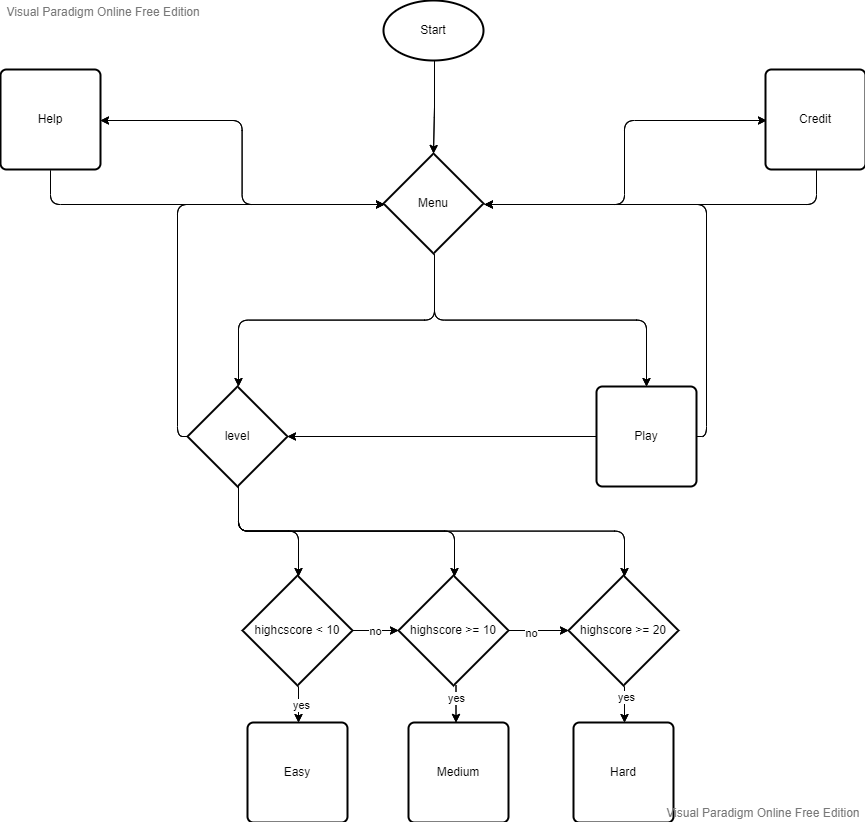 Visual Paradigm Online Free Edition
Start
Help
Credit
Menu
level
Play
highcscore < 10
no
highscore >= 10
no
highscore >= 20
yes
yes
yes
Easy
Medium
Hard
Visual Paradigm Online Free Edition